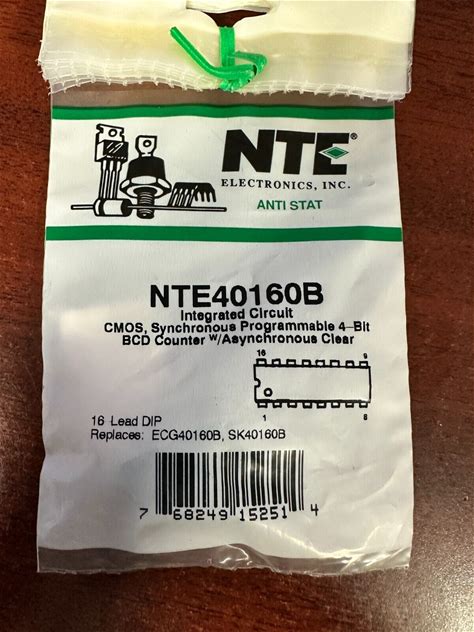 NTE®
ELECTRONICS, INC.
ANTI STAT
NTE40160B
Integrated Circuit
CMOS, Synchronous Programmable 4-Bit
BCD Counter w/Asynchronous Clear
16 9
1 8
16 Lead DIP
Replaces: ECG40160B, SK40160B
7 68249 15251 4